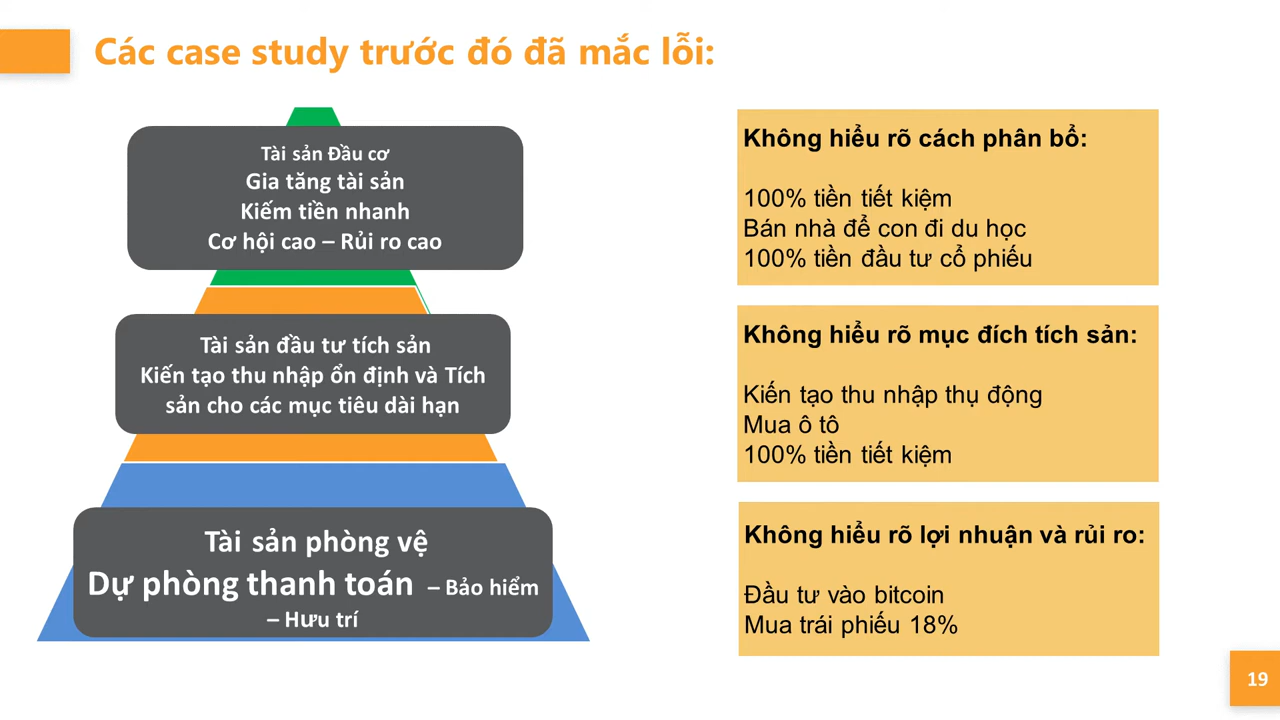 Các case study trước đó đã mắc lỗi:
Tài sản Đầu cơ
Gia tăng tài sản
Kiếm tiền nhanh
Cơ hội cao – Rủi ro cao
Tài sản đầu tư tích sản
Kiến tạo thu nhập ổn định và Tích
sản cho các mục tiêu dài hạn
Tài sản phòng vệ
Dự phòng thanh toán – Bảo hiểm
– Hưu trí
Không hiểu rõ cách phân bổ:
100% tiền tiết kiệm
Bán nhà để con đi du học
100% tiền đầu tư cổ phiếu
Không hiểu rõ mục đích tích sản:
Kiến tạo thu nhập thụ động
Mua ô tô
100% tiền tiết kiệm
Không hiểu rõ lợi nhuận và rủi ro:
Đầu tư vào bitcoin
Mua trái phiếu 18%
19